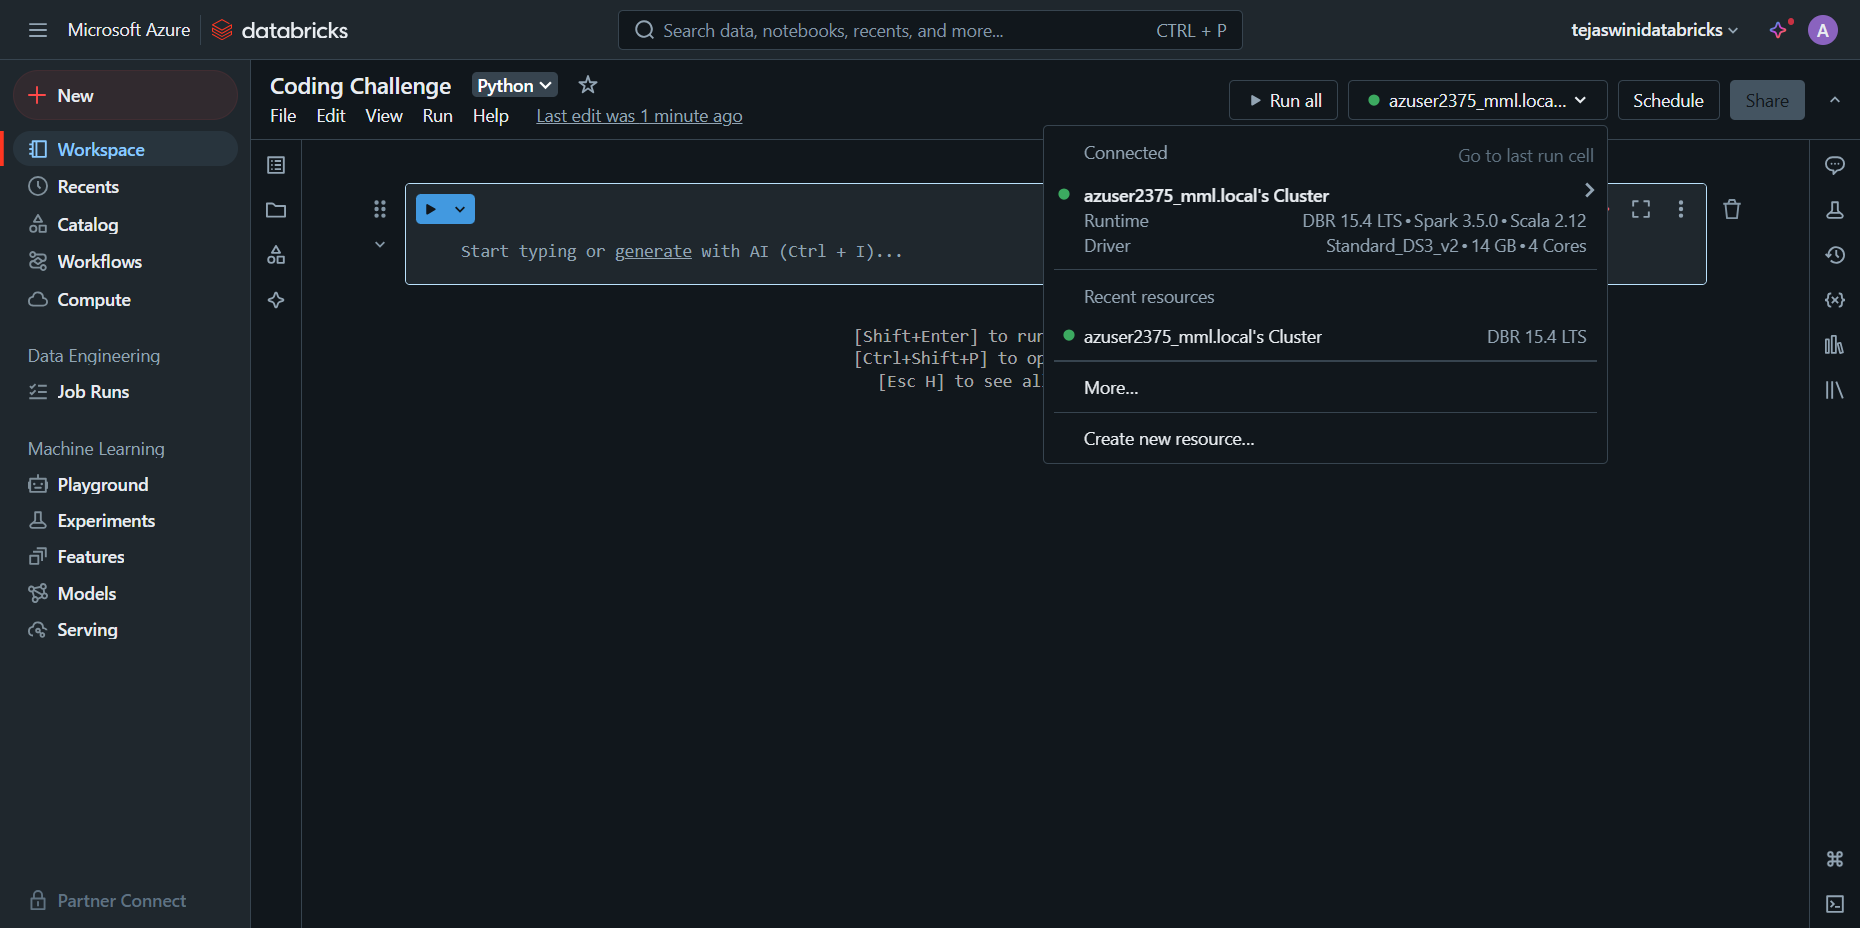 Microsoft Azure databricks
Search data, notebooks, recents, and more... CTRL + P
tejaswinidatabricks
A
New
Workspace
Recents
Catalog
Workflows
Compute
Data Engineering
Job Runs
Machine Learning
Playground
Experiments
Features
Models
Serving
Partner Connect
Coding Challenge Python
File Edit View Run Help Last edit was 1 minute ago
Run all azuser2375_mml.loca... Schedule Share
Start typing or generate with AI (Ctrl + I)...
[Shift+Enter] to run
[Ctrl+Shift+P] to op
[Esc H] to see al
Connected Go to last run cell
azuser2375_mml.local's Cluster
Runtime DBR 15.4 LTS • Spark 3.5.0 • Scala 2.12
Driver Standard_DS3_v2 • 14 GB • 4 Cores
Recent resources
azuser2375_mml.local's Cluster DBR 15.4 LTS
More...
Create new resource...